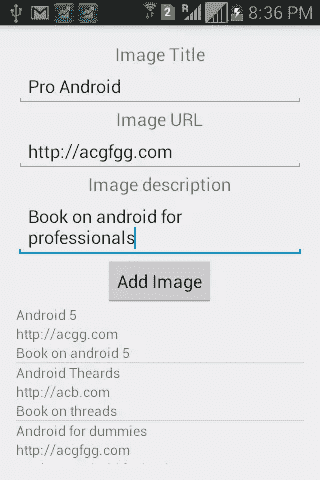 2
R
8:36 PM
Image Title
Pro Android
Image URL
http://acgfgg.com
Image description
Book on android for
professionals
Add Image
Android 5
http://acgg.com
Book on android 5
Android Theards
http://acb.com
Book on threads
Android for dummies
http://acgfgg.com